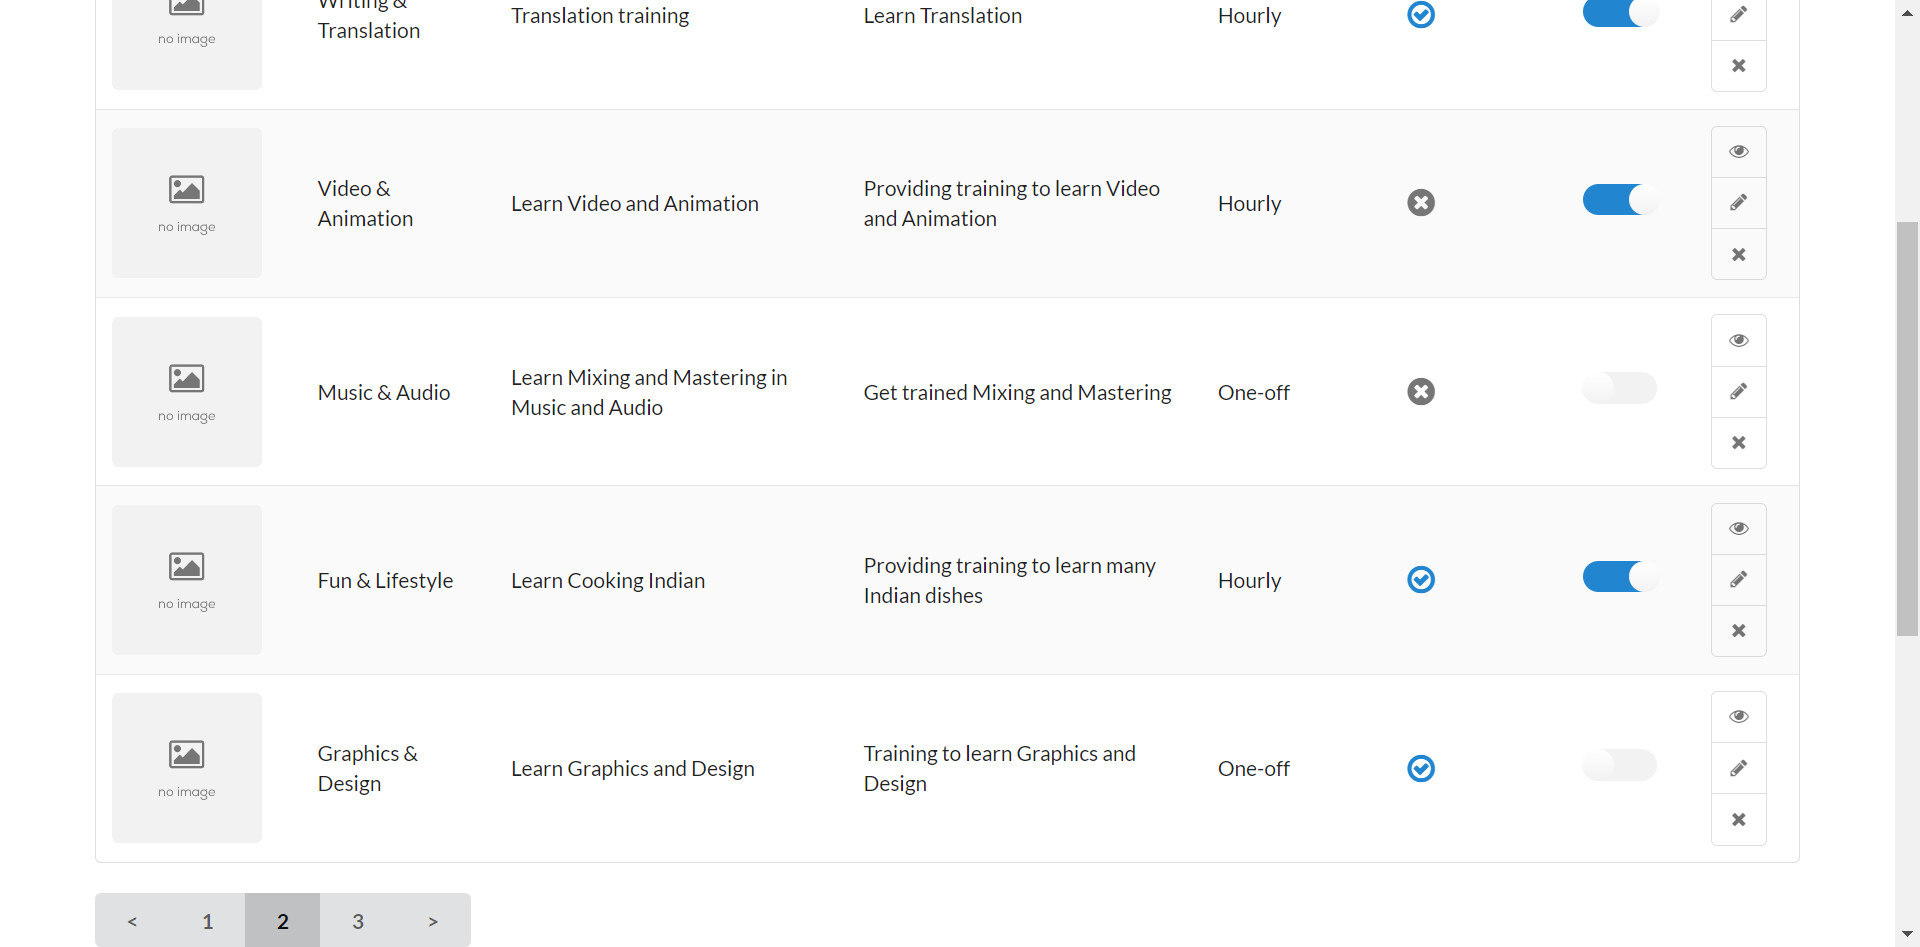 Writing &
Translation
Translation training
Learn Translation
Hourly
no image
Video &
Animation
Learn Video and Animation
Providing training to learn Video
and Animation
Hourly
no image
Music & Audio
Learn Mixing and Mastering in
Music and Audio
Get trained Mixing and Mastering
One-off
no image
Fun & Lifestyle
Learn Cooking Indian
Providing training to learn many
Indian dishes
Hourly
no image
Graphics &
Design
Learn Graphics and Design
Training to learn Graphics and
Design
One-off
no image
< 1 2 3 >